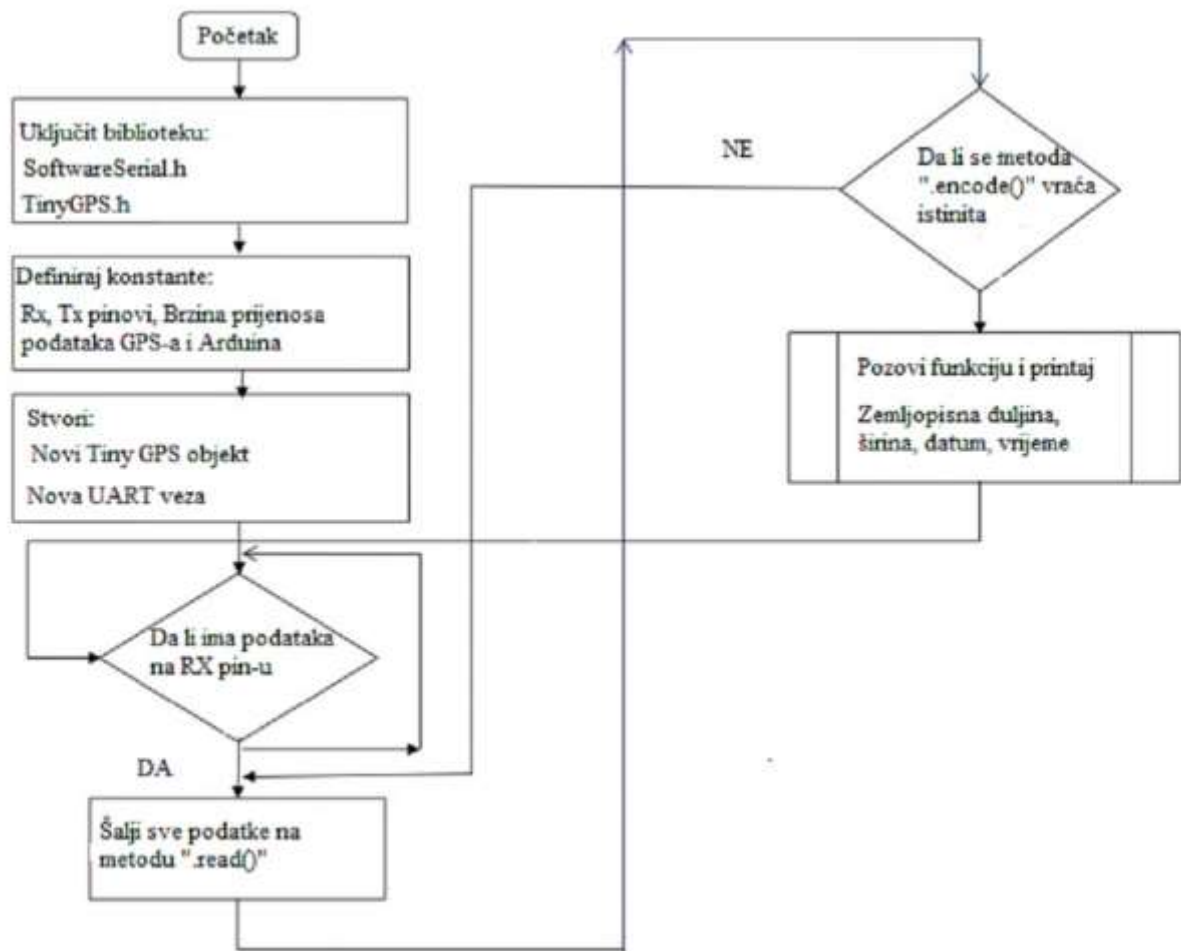 Početak
Uključit biblioteku:
SoftwareSerial.h
TinyGPS.h
Definiraj konstante:
Rx, Tx pinovi, Brzina prijenosa
podataka GPS-a i Arduina
Stvori:
Novi Tiny GPS objekt
Nova UART veza
Da li ima podataka
na RX pin-u
DA
Šalji sve podatke na
metodu ".read()"
NE
Da li se metoda
".encode()" vraća
istinita
Pozovi funkciju i printaj
Zemljopisna duljina,
širina, datum, vrijeme